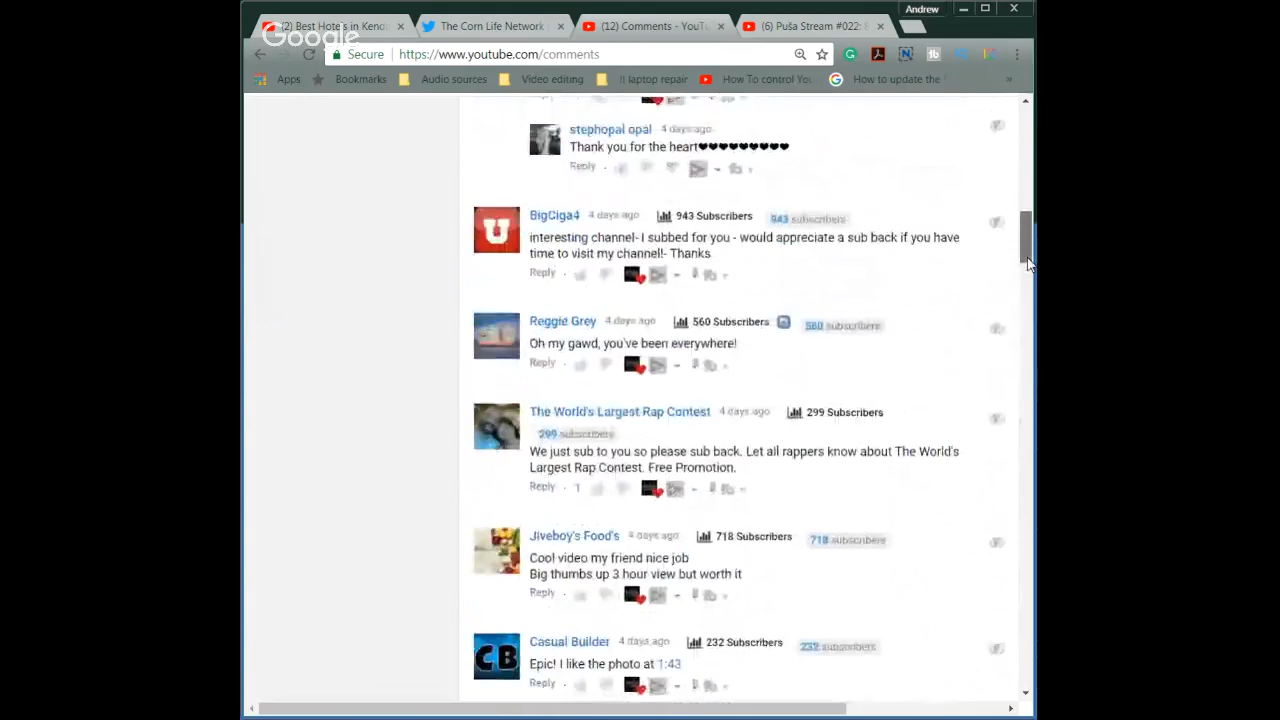 Andrew
(2) Best Hotels in Kend
The Corn Life Network
(12) Comments - YouTu
(6) Puša Stream #022: E
Google
Secure
https://www.youtube.com/comments
Apps
Bookmarks
Audio sources
Video editing
!! laptop repair
How To control You
How to update the
»
stephopal opal 4 days ago
Thank you for the heart❤❤❤❤❤❤❤❤❤
Reply
BigCiga4 4 days ago 943 Subscribers 943 subscribers
interesting channel- I subbed for you - would appreciate a sub back if you have
time to visit my channel!- Thanks
Reply
Reggie Grey 4 days ago 560 Subscribers 560 subscribers
Oh my gawd, you've been everywhere!
Reply
The World's Largest Rap Contest 4 days ago 299 Subscribers
299 subscribers
We just sub to you so please sub back. Let all rappers know about The World's
Largest Rap Contest. Free Promotion.
Reply 1
Jiveboy's Food's 4 days ago 718 Subscribers 718 subscribers
Cool video my friend nice job
Big thumbs up 3 hour view but worth it
Reply
Casual Builder 4 days ago 232 Subscribers 232 subscribers
CB
Epic! I like the photo at 1:43
Reply